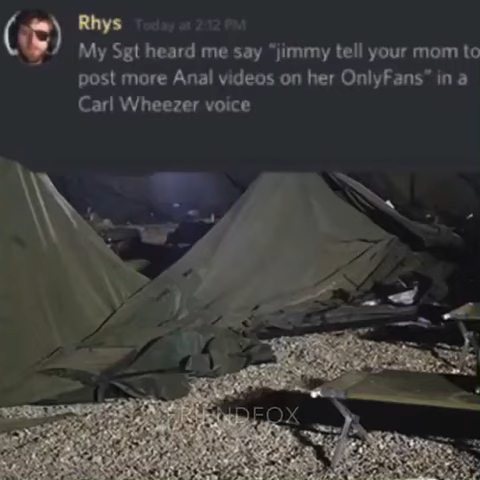 Rhys Today at 2:12 PM
My Sgt heard me say "jimmy tell your mom to
post more Anal videos on her OnlyFans" in a
Carl Wheezer voice
FRIENDFOX